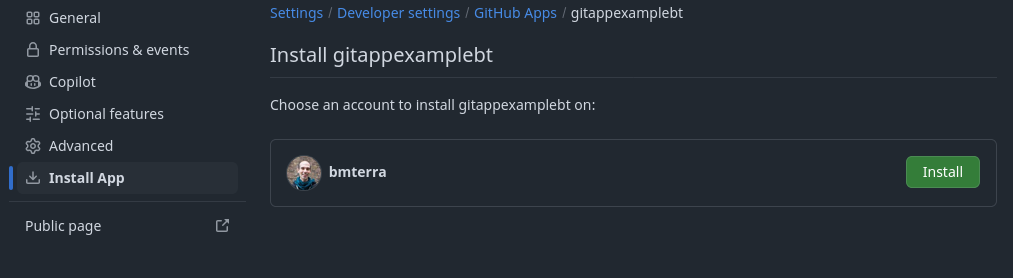 General
Permissions & events
Copilot
Optional features
Advanced
Install App
Public page
Settings / Developer settings / GitHub Apps / gitappexamplebt
Install gitappexamplebt
Choose an account to install gitappexamplebt on:
bmterra
Install